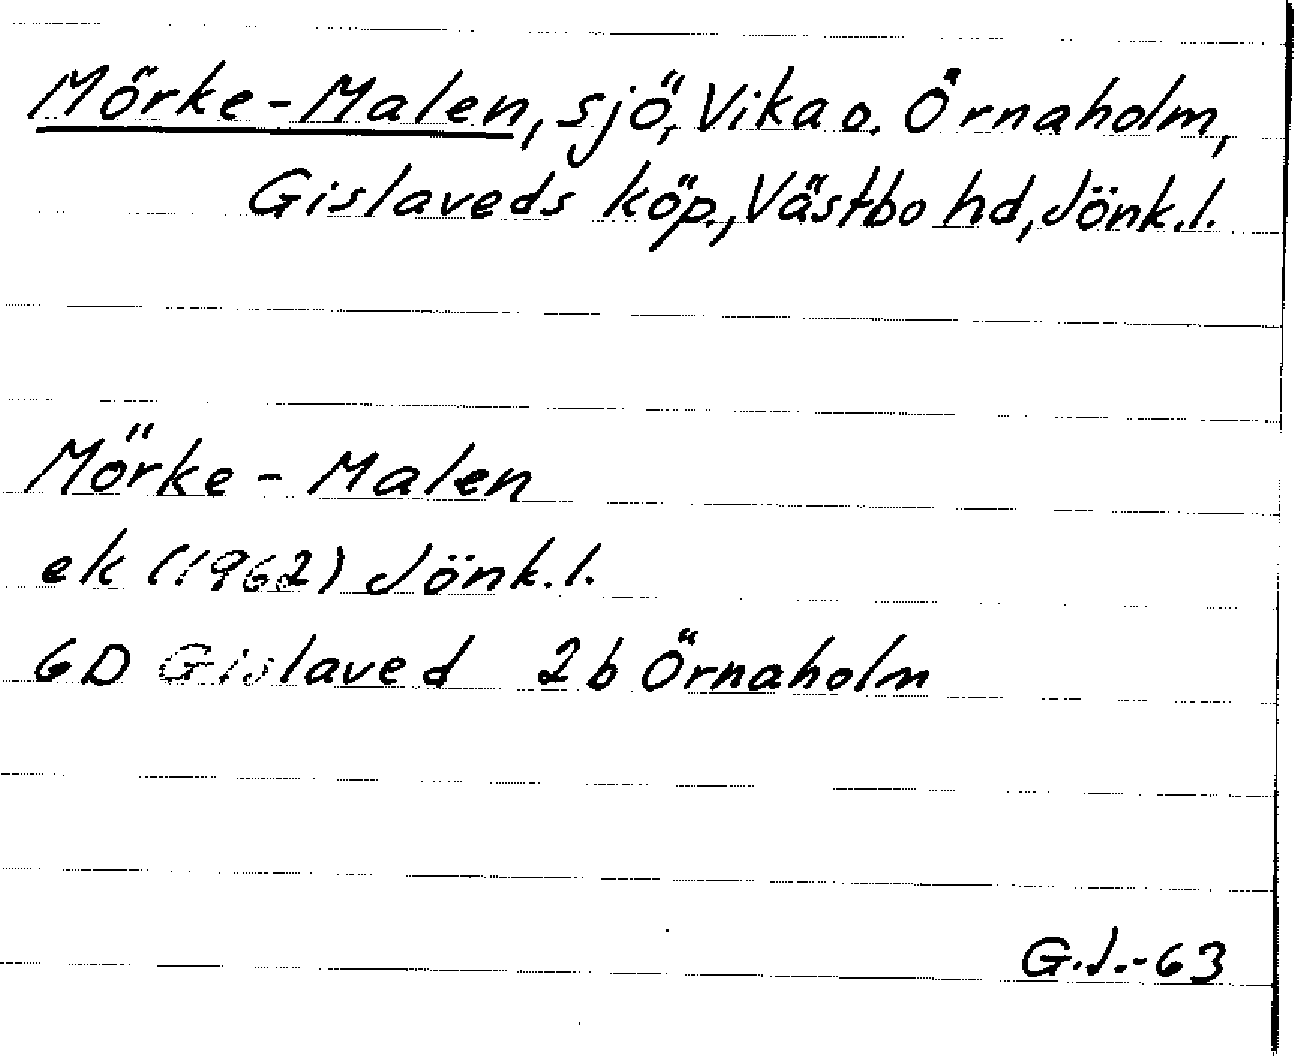 Mörke-Malen, sjö, Vika o. Örnaholm,
Gislaveds köp., Västbo hd, Jönk.l.
Mörke - Malen
ek (1962) Jönk.l.
6D Gislaved 2b Örnaholm
G.J.-63